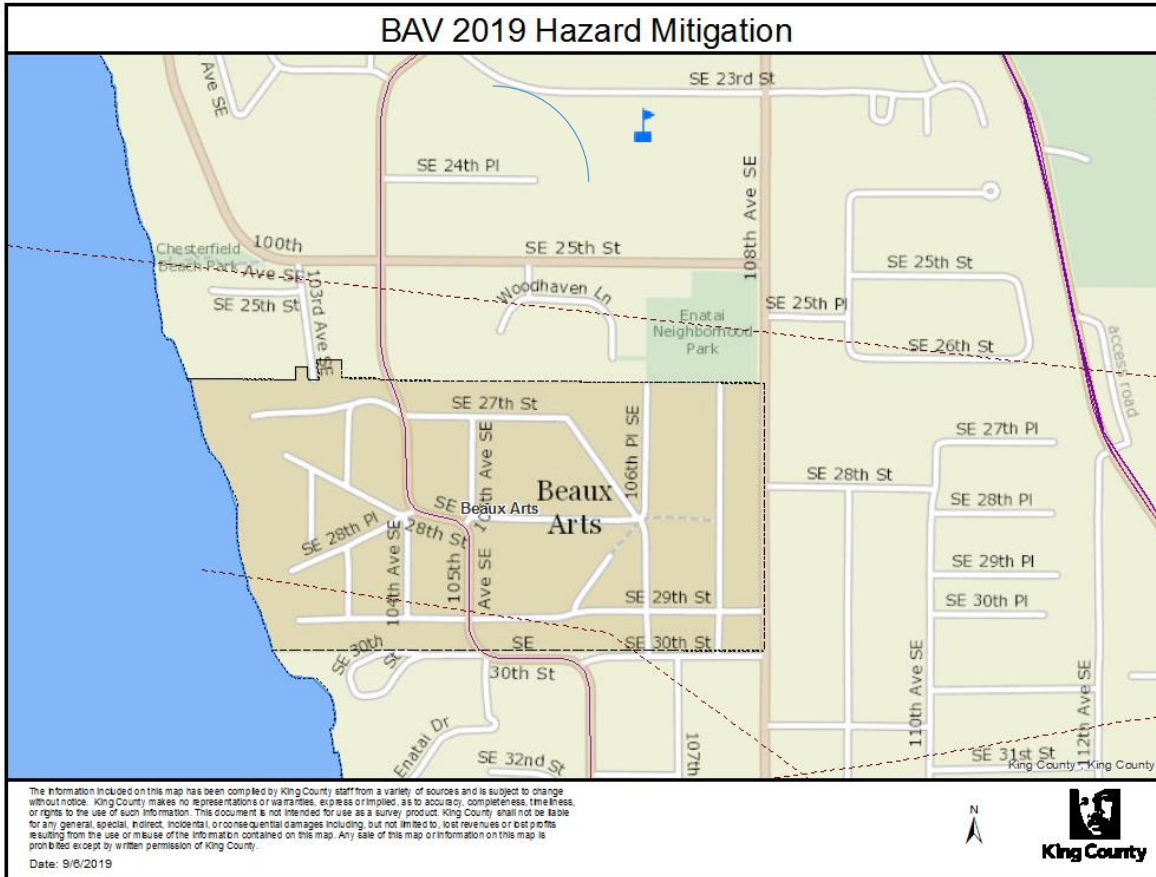 BAV 2019 Hazard Mitigation
Ave SE
SE 23rd St
SE 24th Pl
108th Ave SE
Chesterfield
Beach Park
100th
Ave SE
SE 25th St
SE 25th St
103rd Ave SE
SE 25th St
Woodhaven Ln
SE 25th Pl
Enatai
Neighborhood
Park
SE 26th St
access road
SE 27th St
SE 27th Pl
106th Pl SE
SE 28th St
Beaux
Arts
Beaux Arts
SE
28th St
SE 28th Pl
SE 28th Pl
104th Ave SE
105th
Ave SE
SE 29th Pl
SE 29th St
SE 30th Pl
SE 30th St
SE
30th St
SE 30th
St
Enatai Dr
SE 32nd St
107th
110th Ave SE
112th Ave SE
SE 31st St
King County, King County
The information included on this map has been compiled by King County staff from a variety of sources and is subject to change
without notice. King County makes no representations or warranties, express or implied, as to accuracy, completeness, timeliness,
or rights to the use of such information. This document is not intended for use as a survey product. King County shall not be liable
for any general, special, indirect, incidental, or consequential damages including, but not limited to, lost revenues or lost profits
resulting from the use or misuse of the information contained on this map. Any sale of this map or information on this map is
prohibited except by written permission of King County.
Date: 9/6/2019
N
King County